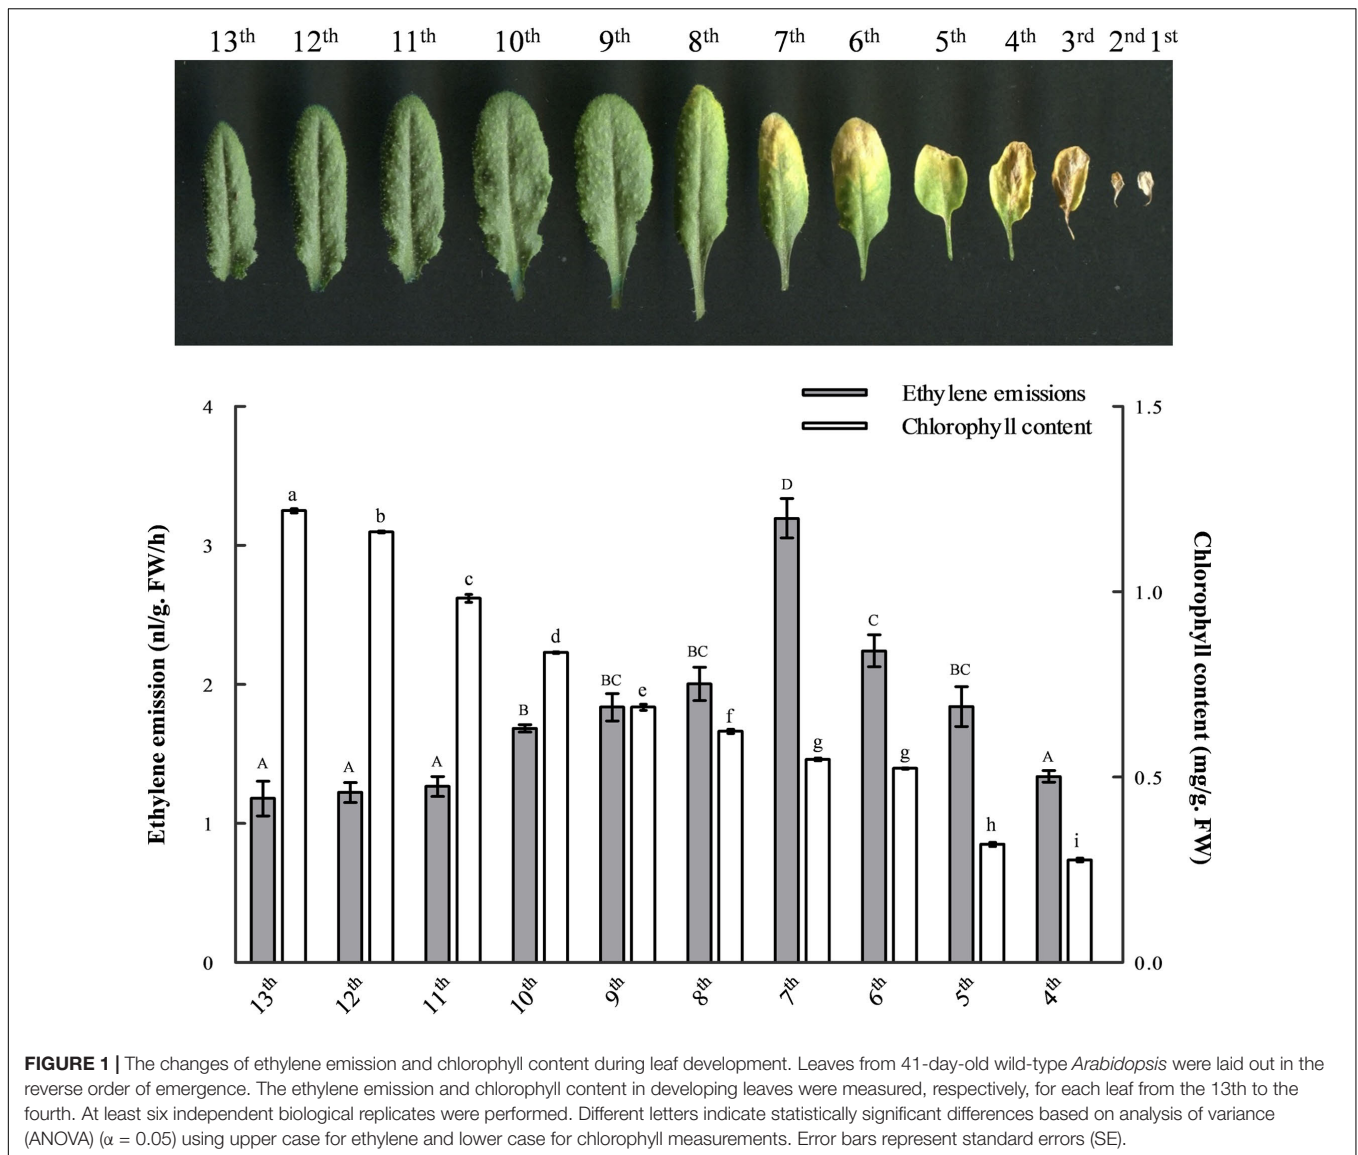 13th 12th 11th 10th 9th 8th 7th 6th 5th 4th 3rd 2nd 1st
Ethylene emissions
Chlorophyll content
4
3
2
1
0
Ethylene emission (nl/g. FW/h)
1.5
1.0
0.5
0.0
Chlorophyll content (mg/g. FW)
A a A b A c B d BC e BC f D g C g BC h A i
13th 12th 11th 10th 9th 8th 7th 6th 5th 4th
FIGURE 1 | The changes of ethylene emission and chlorophyll content during leaf development. Leaves from 41-day-old wild-type Arabidopsis were laid out in the
reverse order of emergence. The ethylene emission and chlorophyll content in developing leaves were measured, respectively, for each leaf from the 13th to the
fourth. At least six independent biological replicates were performed. Different letters indicate statistically significant differences based on analysis of variance
(ANOVA) (α = 0.05) using upper case for ethylene and lower case for chlorophyll measurements. Error bars represent standard errors (SE).